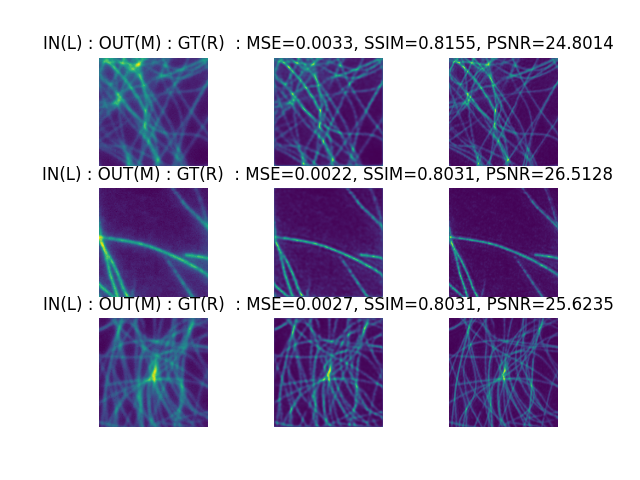 IN(L) : OUT(M) : GT(R)  : MSE=0.0033, SSIM=0.8155, PSNR=24.8014
IN(L) : OUT(M) : GT(R)  : MSE=0.0022, SSIM=0.8031, PSNR=26.5128
IN(L) : OUT(M) : GT(R)  : MSE=0.0027, SSIM=0.8031, PSNR=25.6235